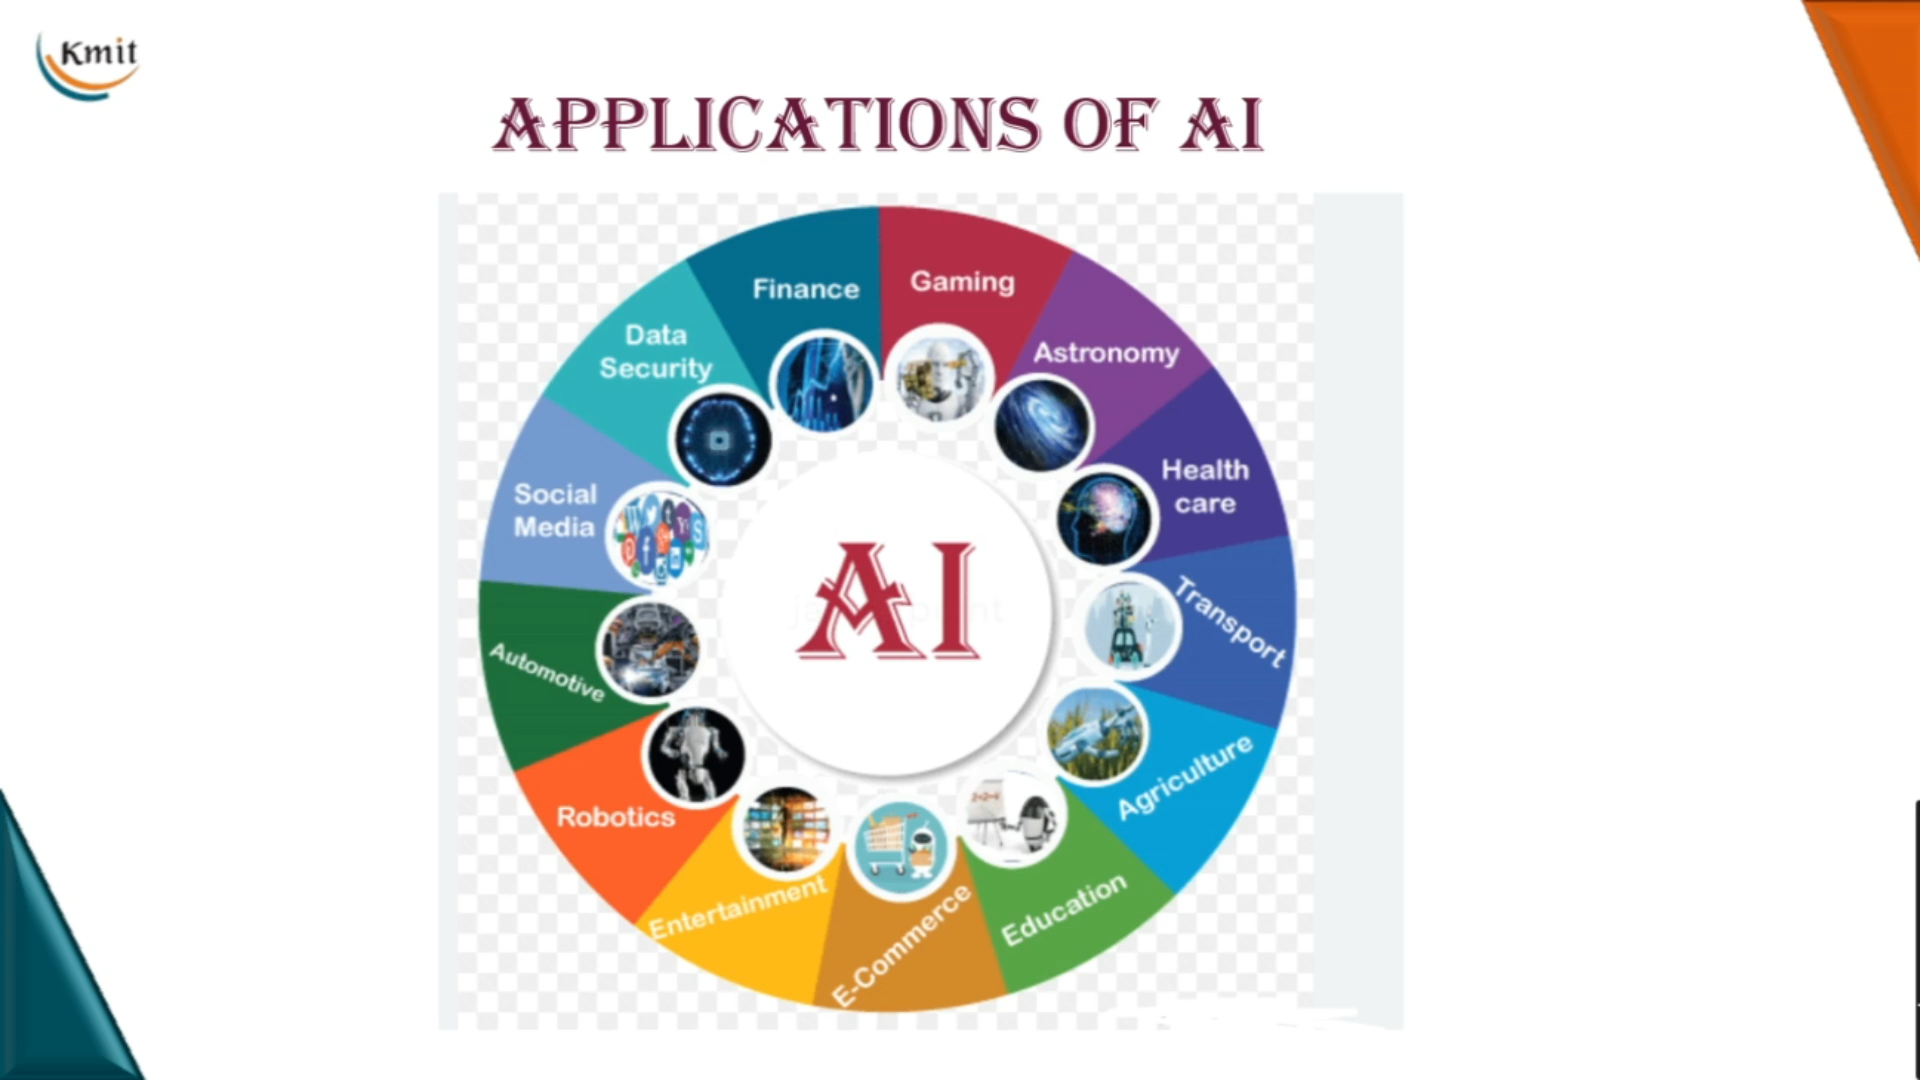 Kmit
APPLICATIONS OF AI
Finance
Gaming
Data
Security
Astronomy
Health
care
Social
Media
Transport
AI
Automotive
Agriculture
Robotics
Entertainment
E-Commerce
Education